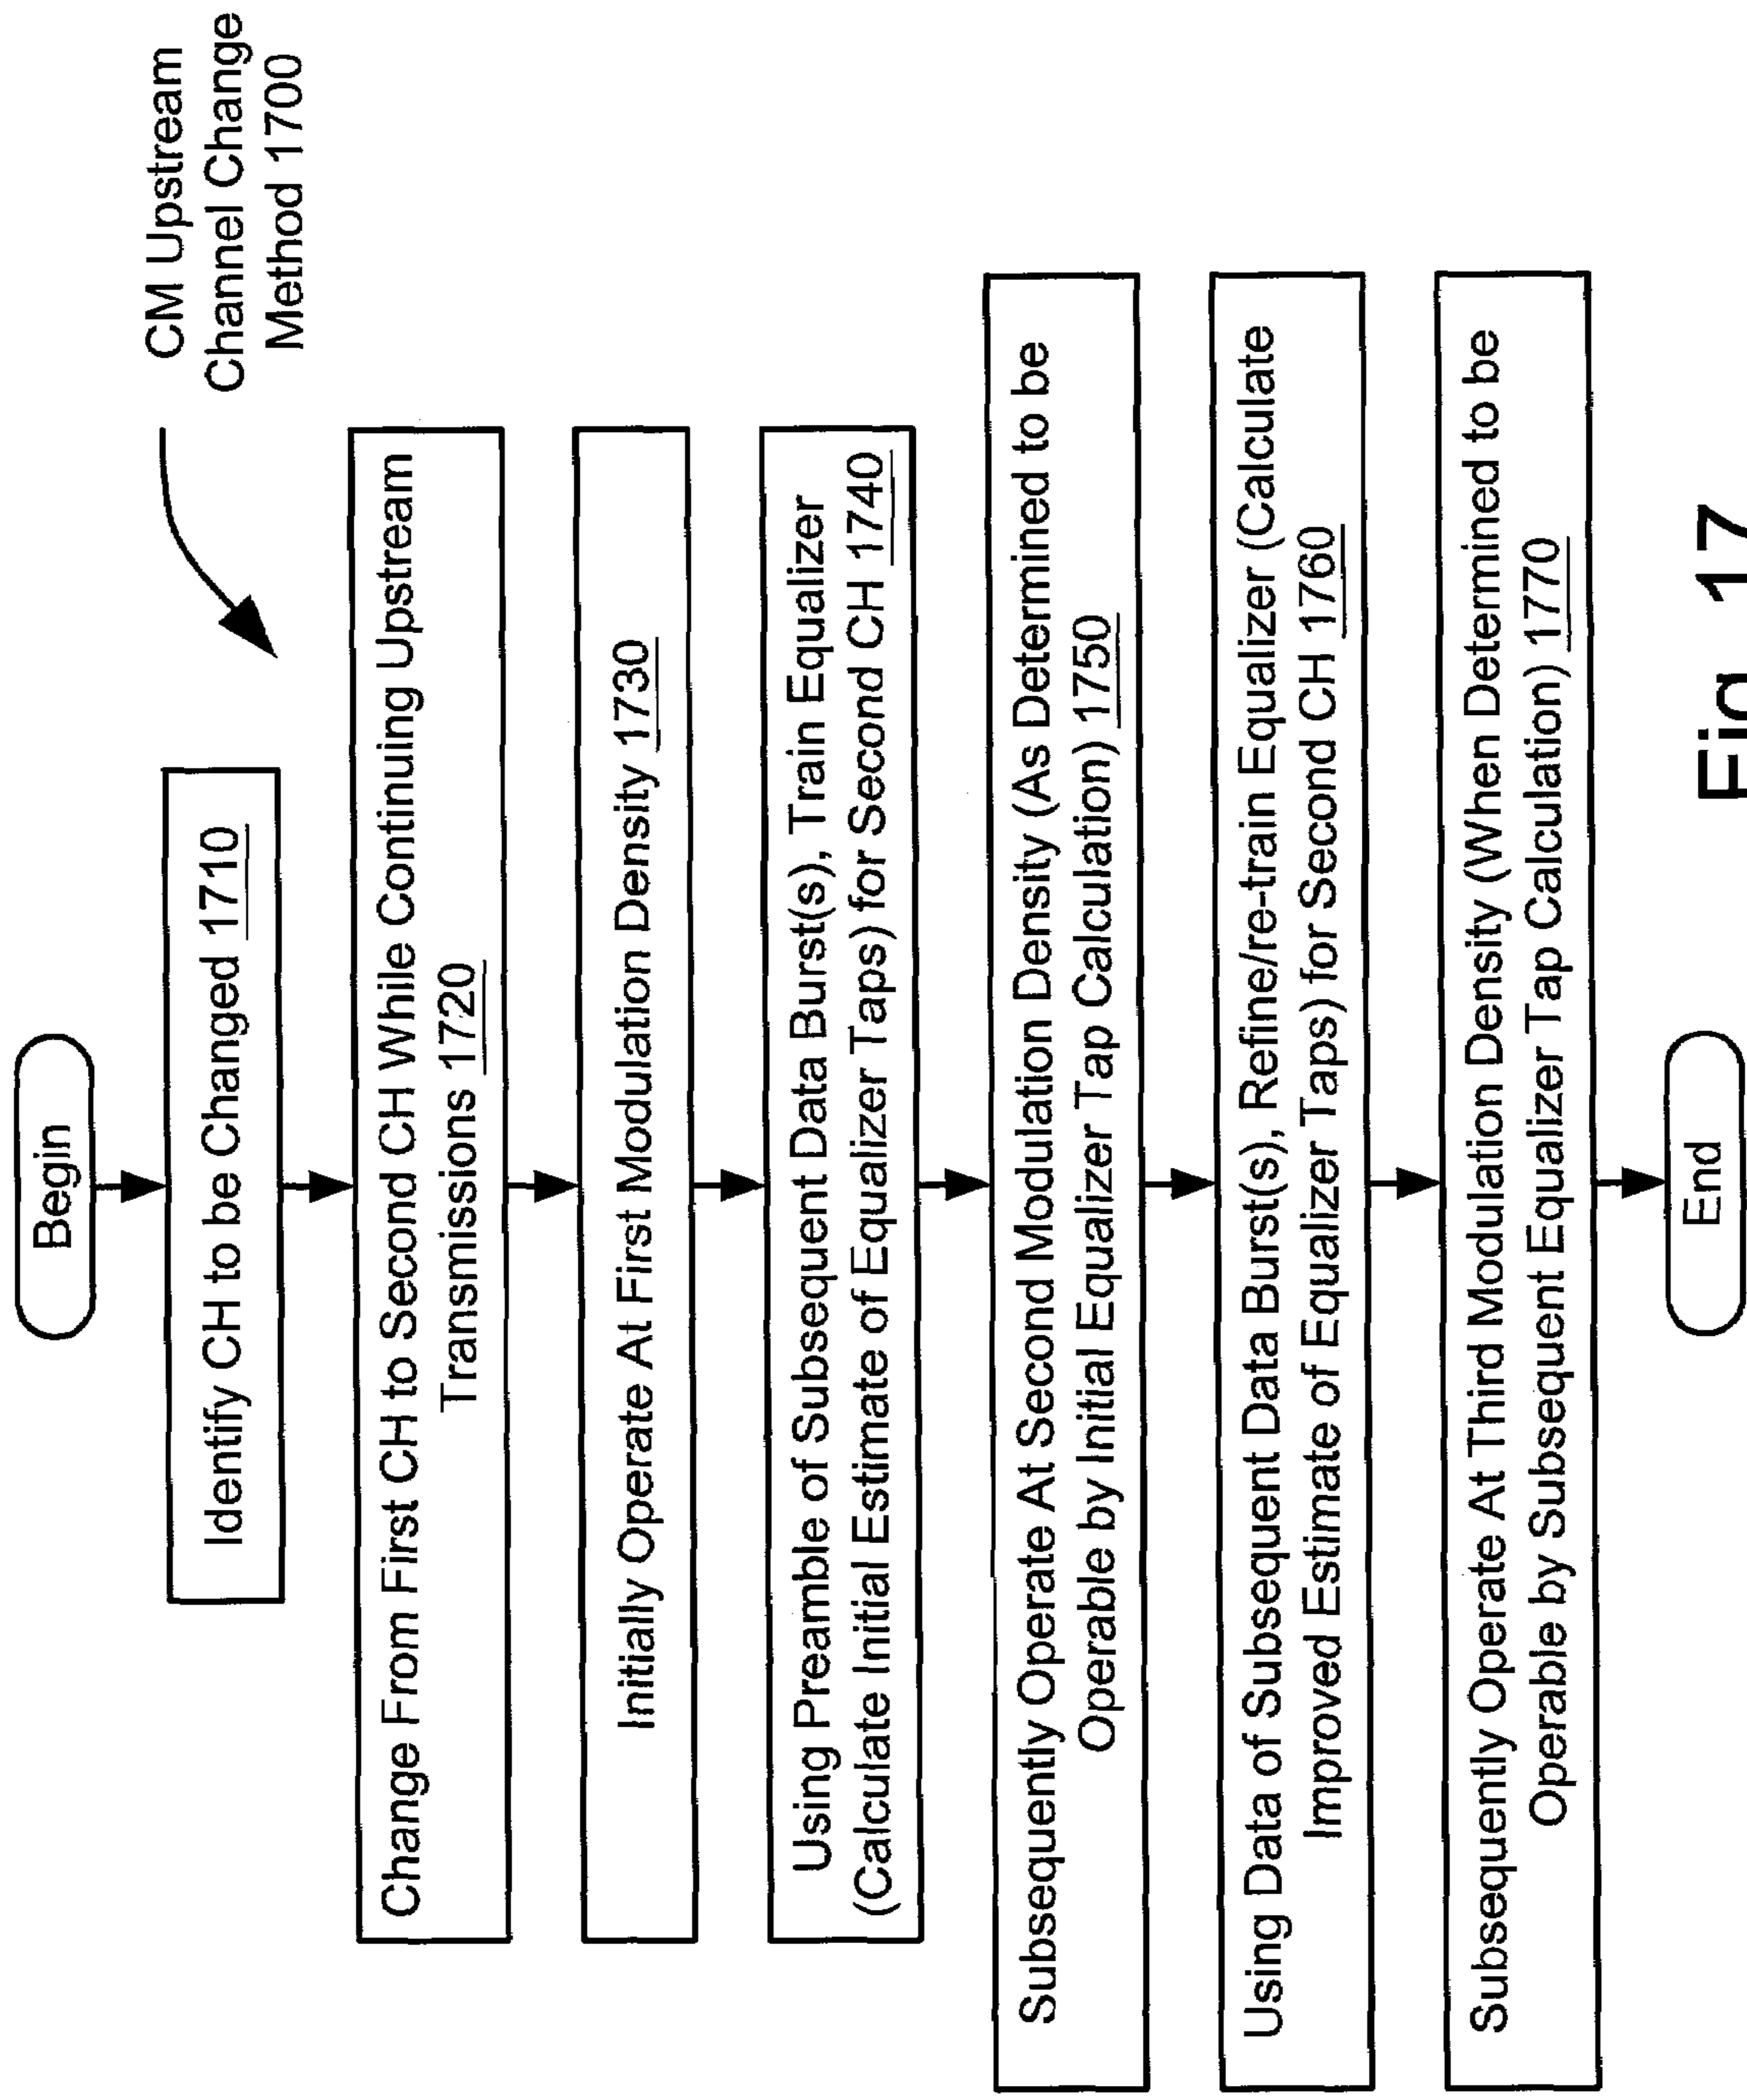 CM Upstream
Channel Change
Method 1700
Begin
Identify CH to be Changed 1710
Change From First CH to Second CH While Continuing Upstream
Transmissions 1720
Initially Operate At First Modulation Density 1730
Using Preamble of Subsequent Data Burst(s), Train Equalizer
(Calculate Initial Estimate of Equalizer Taps) for Second CH 1740
Subsequently Operate At Second Modulation Density (As Determined to be
Operable by Initial Equalizer Tap Calculation) 1750
Using Data of Subsequent Data Burst(s), Refine/re-train Equalizer (Calculate
Improved Estimate of Equalizer Taps) for Second CH 1760
Subsequently Operate At Third Modulation Density (When Determined to be
Operable by Subsequent Equalizer Tap Calculation) 1770
End
Fig. 17